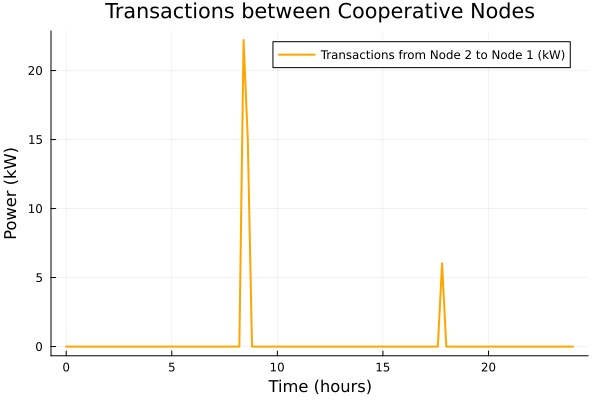 Transactions between Cooperative Nodes
Transactions from Node 2 to Node 1 (kW)
Power (kW)
20
15
10
5
0
0 5 10 15 20
Time (hours)